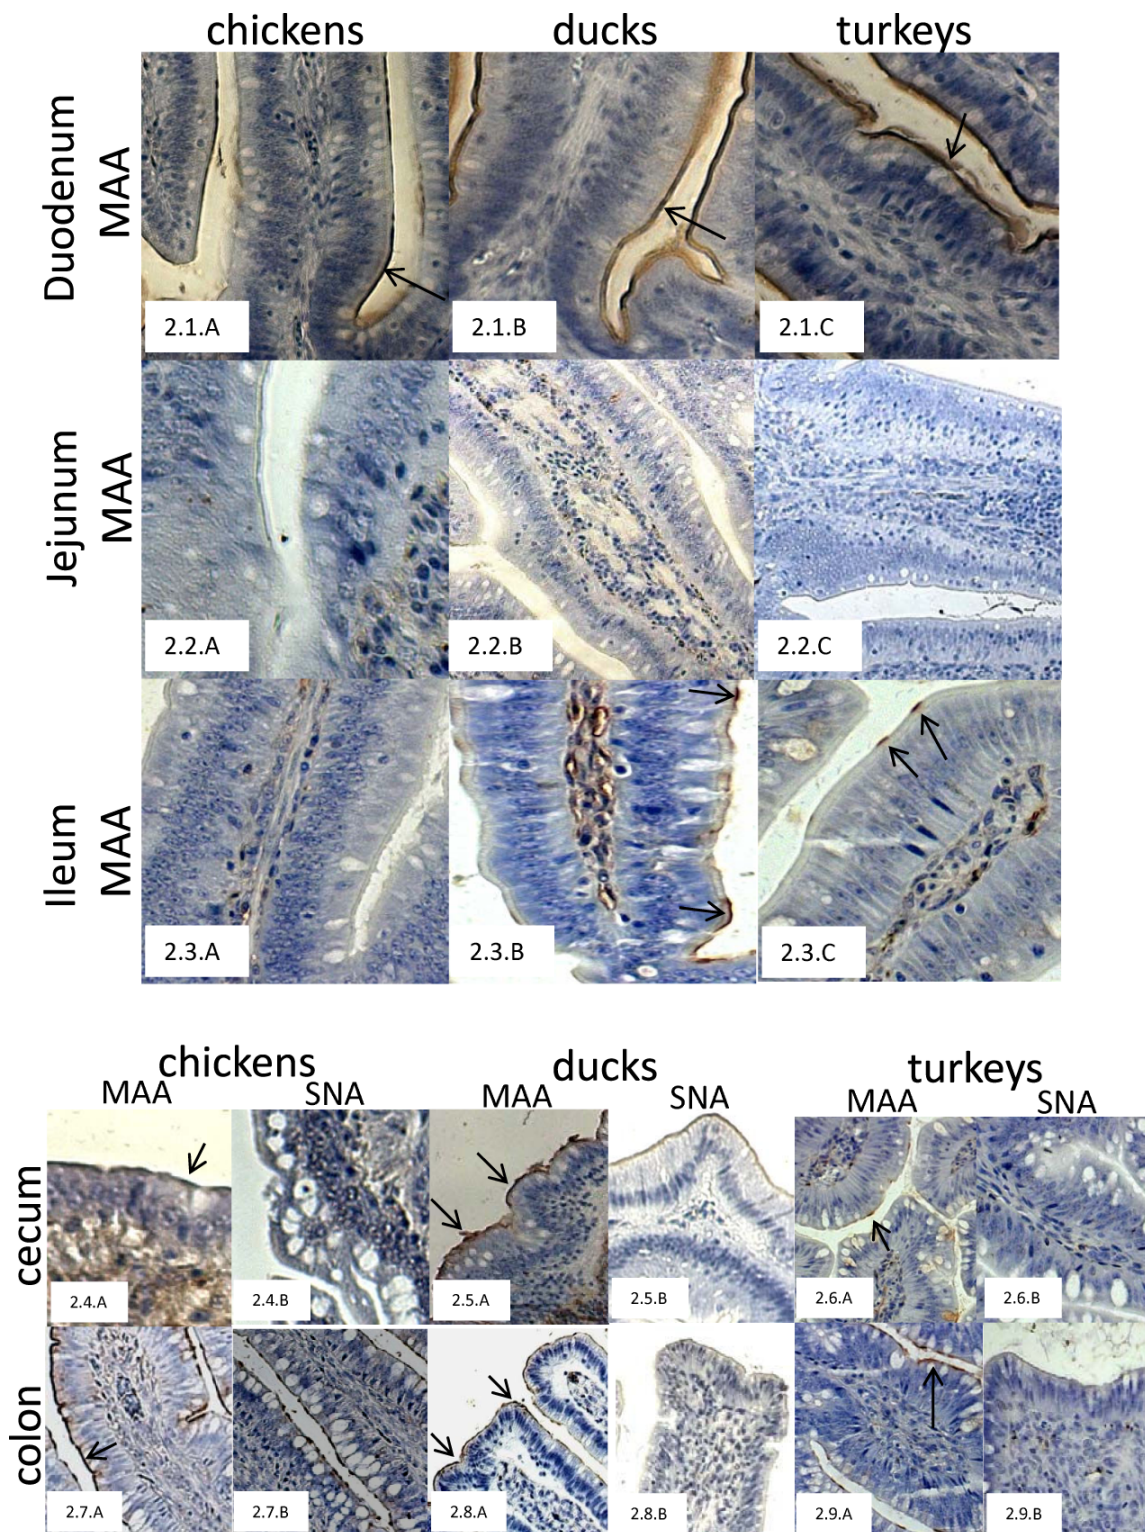 chickens ducks turkeys
Duodenum
MAA
2.1.A 2.1.B 2.1.C
Jejunum
MAA
2.2.A 2.2.B 2.2.C
Ileum
MAA
2.3.A 2.3.B 2.3.C
chickens ducks turkeys
MAA SNA MAA SNA MAA SNA
cecum
2.4.A 2.4.B 2.5.A 2.5.B 2.6.A 2.6.B
colon
2.7.A 2.7.B 2.8.A 2.8.B 2.9.A 2.9.B